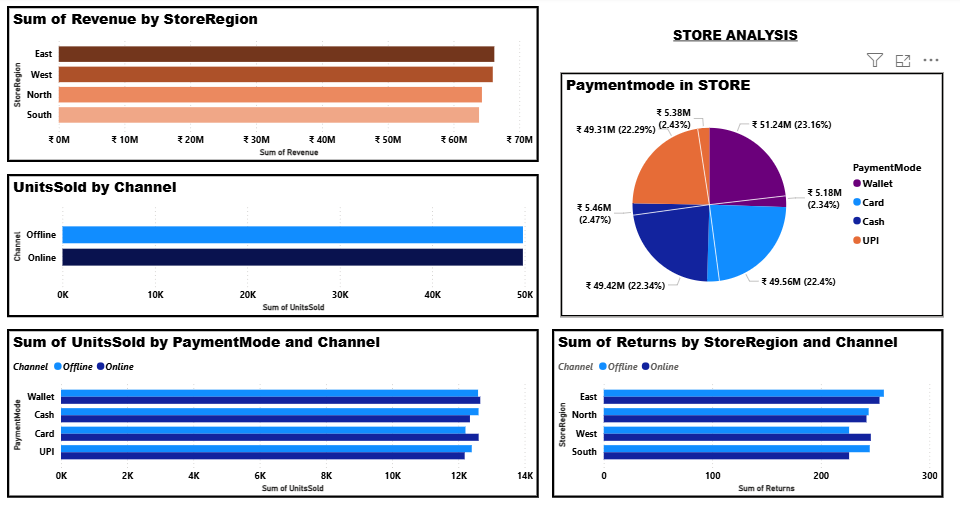 Sum of Revenue by StoreRegion
StoreRegion
East
West
North
South
₹ 0M ₹ 10M ₹ 20M ₹ 30M ₹ 40M ₹ 50M ₹ 60M ₹ 70M
Sum of Revenue
STORE ANALYSIS
Paymentmode in STORE
₹ 5.38M
(2.43%)
₹ 51.24M (23.16%)
₹ 49.31M (22.29%)
₹ 5.18M
(2.34%)
₹ 5.46M
(2.47%)
₹ 49.42M (22.34%)
₹ 49.56M (22.4%)
PaymentMode
Wallet
Card
Cash
UPI
UnitsSold by Channel
Channel
Offline
Online
0K 10K 20K 30K 40K 50K
Sum of UnitsSold
Sum of UnitsSold by PaymentMode and Channel
Channel Offline Online
PaymentMode
Wallet
Cash
Card
UPI
0K 2K 4K 6K 8K 10K 12K 14K
Sum of UnitsSold
Sum of Returns by StoreRegion and Channel
Channel Offline Online
StoreRegion
East
North
West
South
0 100 200 300
Sum of Returns